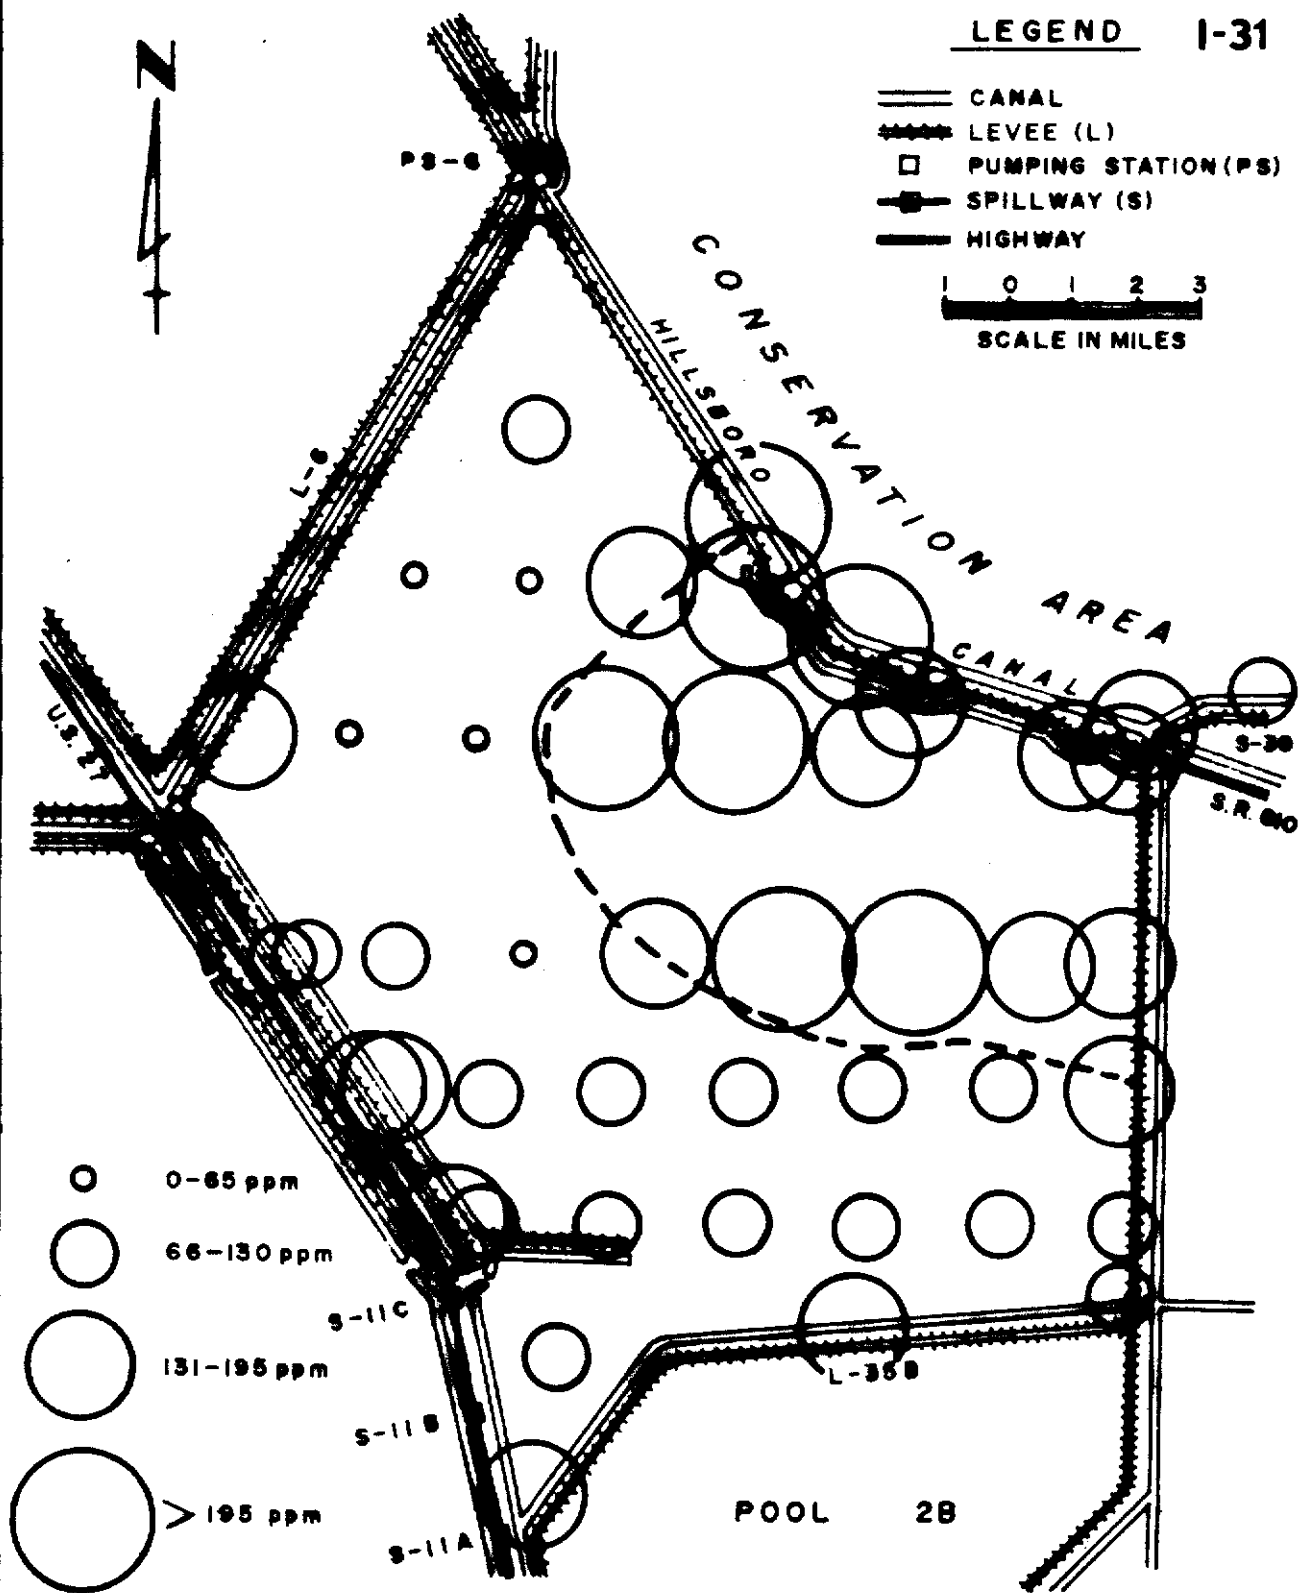 LEGEND I-31
N
CANAL
LEVEE (L)
PUMPING STATION (PS)
SPILLWAY (S)
HIGHWAY
1 0 1 2 3
SCALE IN MILES
PS-6
CONSERVATION AREA
HILLSBORO CANAL
L-6
U.S. 27
S-38
S.R. 810
0-65 ppm
66-130 ppm
131-195 ppm
> 195 ppm
S-11C
L-35B
S-11B
POOL 2B
S-11A